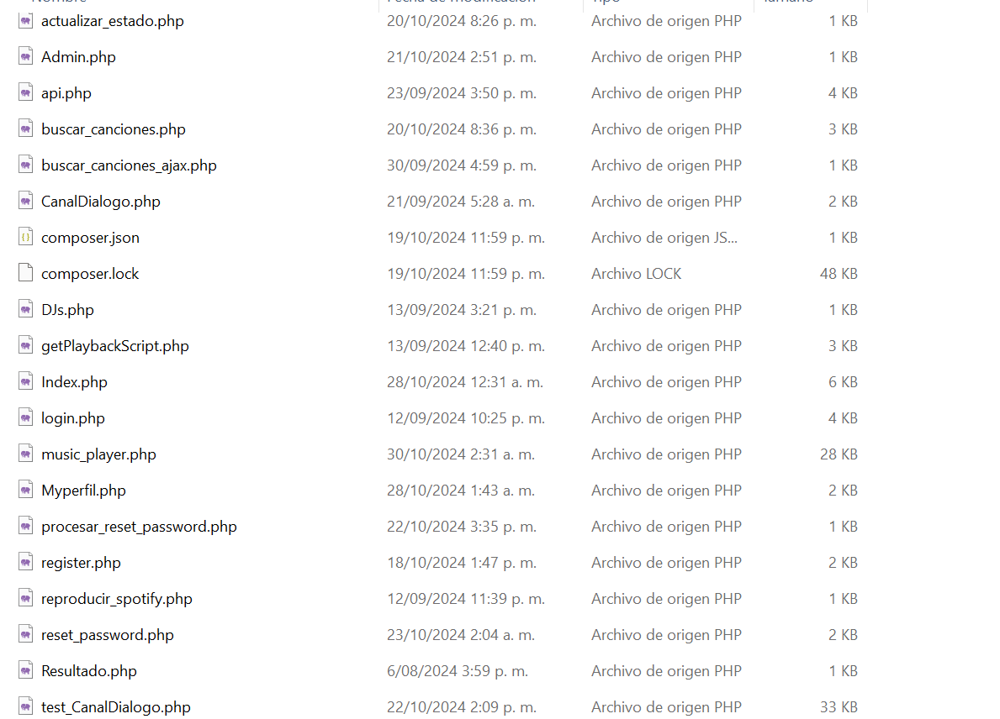 actualizar_estado.php 20/10/2024 8:26 p. m. Archivo de origen PHP 1 KB
Admin.php 21/10/2024 2:51 p. m. Archivo de origen PHP 1 KB
api.php 23/09/2024 3:50 p. m. Archivo de origen PHP 4 KB
buscar_canciones.php 20/10/2024 8:36 p. m. Archivo de origen PHP 3 KB
buscar_canciones_ajax.php 30/09/2024 4:59 p. m. Archivo de origen PHP 1 KB
CanalDialogo.php 21/09/2024 5:28 a. m. Archivo de origen PHP 2 KB
composer.json 19/10/2024 11:59 p. m. Archivo de origen JS...  1 KB
composer.lock 19/10/2024 11:59 p. m. Archivo LOCK 48 KB
DJs.php 13/09/2024 3:21 p. m. Archivo de origen PHP 1 KB
getPlaybackScript.php 13/09/2024 12:40 p. m. Archivo de origen PHP 3 KB
Index.php 28/10/2024 12:31 a. m. Archivo de origen PHP 6 KB
login.php 12/09/2024 10:25 p. m. Archivo de origen PHP 4 KB
music_player.php 30/10/2024 2:31 a. m. Archivo de origen PHP 28 KB
Myperfil.php 28/10/2024 1:43 a. m. Archivo de origen PHP 2 KB
procesar_reset_password.php 22/10/2024 3:35 p. m. Archivo de origen PHP 1 KB
register.php 18/10/2024 1:47 p. m. Archivo de origen PHP 2 KB
reproducir_spotify.php 12/09/2024 11:39 p. m. Archivo de origen PHP 1 KB
reset_password.php 23/10/2024 2:04 a. m. Archivo de origen PHP 2 KB
Resultado.php 6/08/2024 3:59 p. m. Archivo de origen PHP 1 KB
test_CanalDialogo.php 22/10/2024 2:09 p. m. Archivo de origen PHP 33 KB